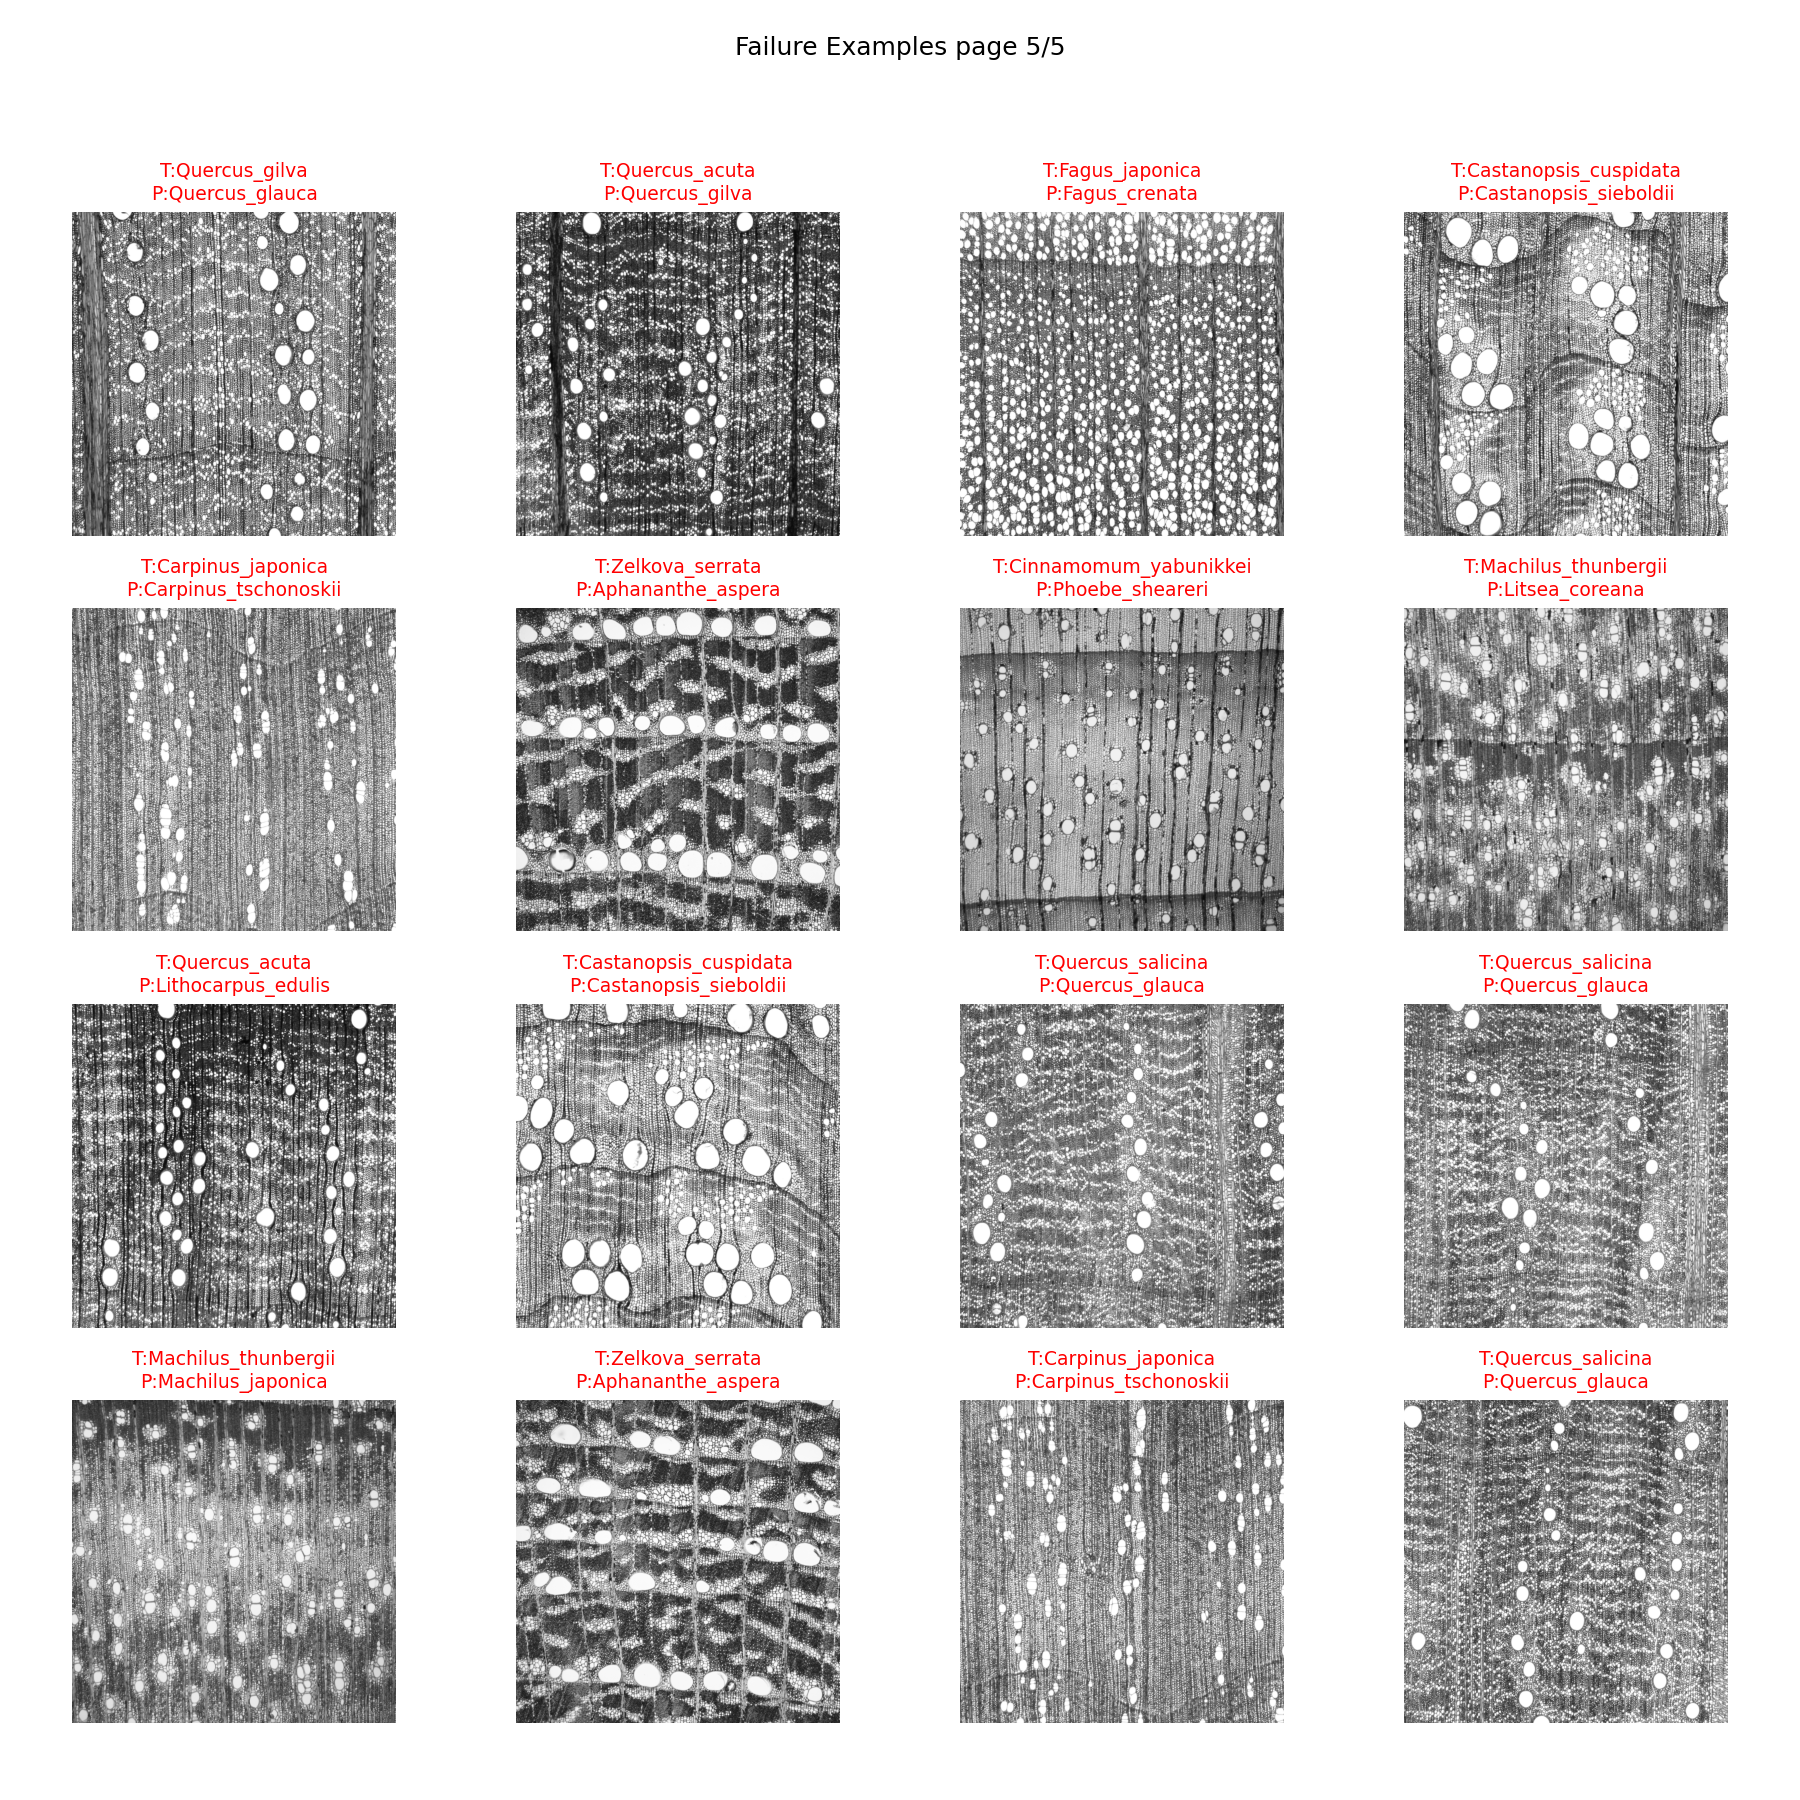 Failure Examples page 5/5
T:Quercus_gilva
P:Quercus_glauca
T:Quercus_acuta
P:Quercus_gilva
T:Fagus_japonica
P:Fagus_crenata
T:Castanopsis_cuspidata
P:Castanopsis_sieboldii
T:Carpinus_japonica
P:Carpinus_tschonoskii
T:Zelkova_serrata
P:Aphananthe_aspera
T:Cinnamomum_yabunikkei
P:Phoebe_sheareri
T:Machilus_thunbergii
P:Litsea_coreana
T:Quercus_acuta
P:Lithocarpus_edulis
T:Castanopsis_cuspidata
P:Castanopsis_sieboldii
T:Quercus_salicina
P:Quercus_glauca
T:Quercus_salicina
P:Quercus_glauca
T:Machilus_thunbergii
P:Machilus_japonica
T:Zelkova_serrata
P:Aphananthe_aspera
T:Carpinus_japonica
P:Carpinus_tschonoskii
T:Quercus_salicina
P:Quercus_glauca